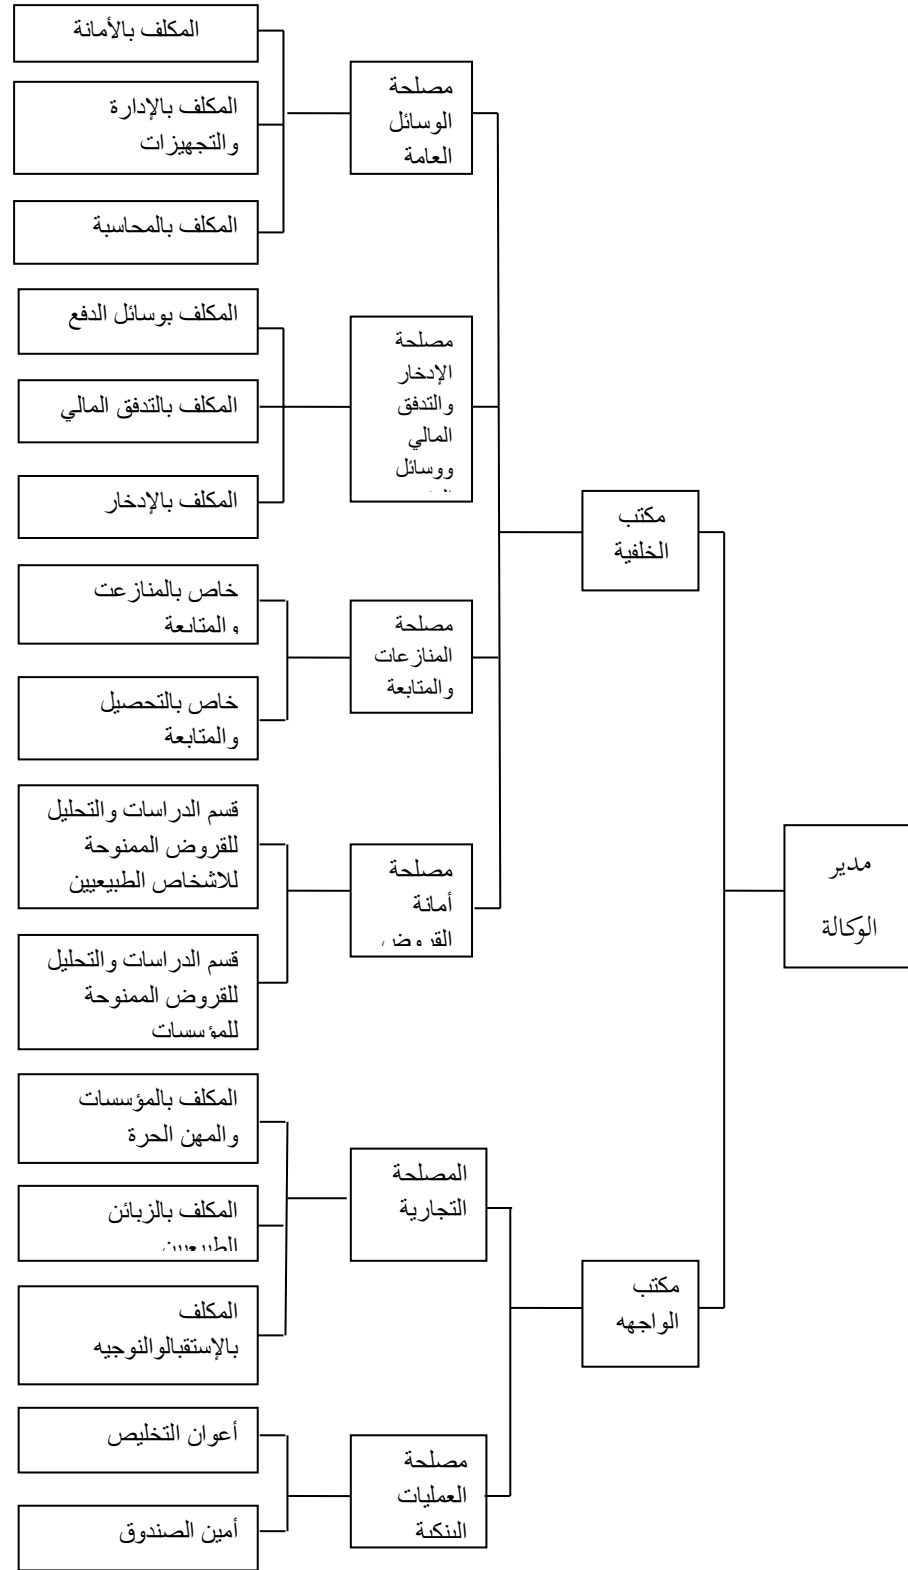 مدير
الوكالة
مكتب
الخلفية
مصلحة
الوسائل
العامة
المكلف بالأمانة
المكلف بالإدارة
والتجهيزات
المكلف بالمحاسبة
مصلحة
الإدخار
والتدفق
المالي
ووسائل
المكلف بوسائل الدفع
المكلف بالتدفق المالي
المكلف بالإدخار
مصلحة
المنازعات
والمتابعة
خاص بالمنازعت
والمتابعة
خاص بالتحصيل
والمتابعة
مصلحة
أمانة
القروض
قسم الدراسات والتحليل
للقروض الممنوحة
للاشخاص الطبيعيين
قسم الدراسات والتحليل
للقروض الممنوحة
للمؤسسات
مكتب
الواجهه
المصلحة
التجارية
المكلف بالمؤسسات
والمهن الحرة
المكلف بالزبائن
الطبيعيين
المكلف
بالإستقبالوالنوجيه
مصلحة
العمليات
البنكية
أعوان التخليص
أمين الصندوق